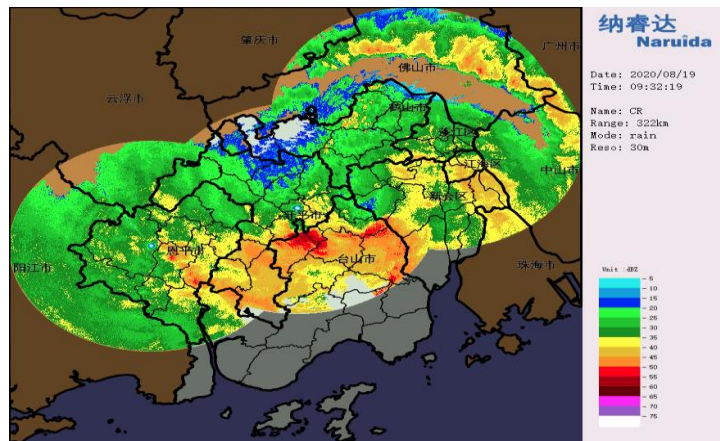 纳睿达
Naruida
Date: 2020/08/19
Time: 09:32:19
Name: CR
Range: 322km
Mode: rain
Reso: 30m
肇庆市
广州市
佛山市
云浮市
鹤山市
蓬江区
江海区
中山市
新会区
开平市
恩平市
台山市
阳江市
珠海市
Unit :dBZ
5
10
15
20
25
30
35
40
45
50
55
60
65
70
75